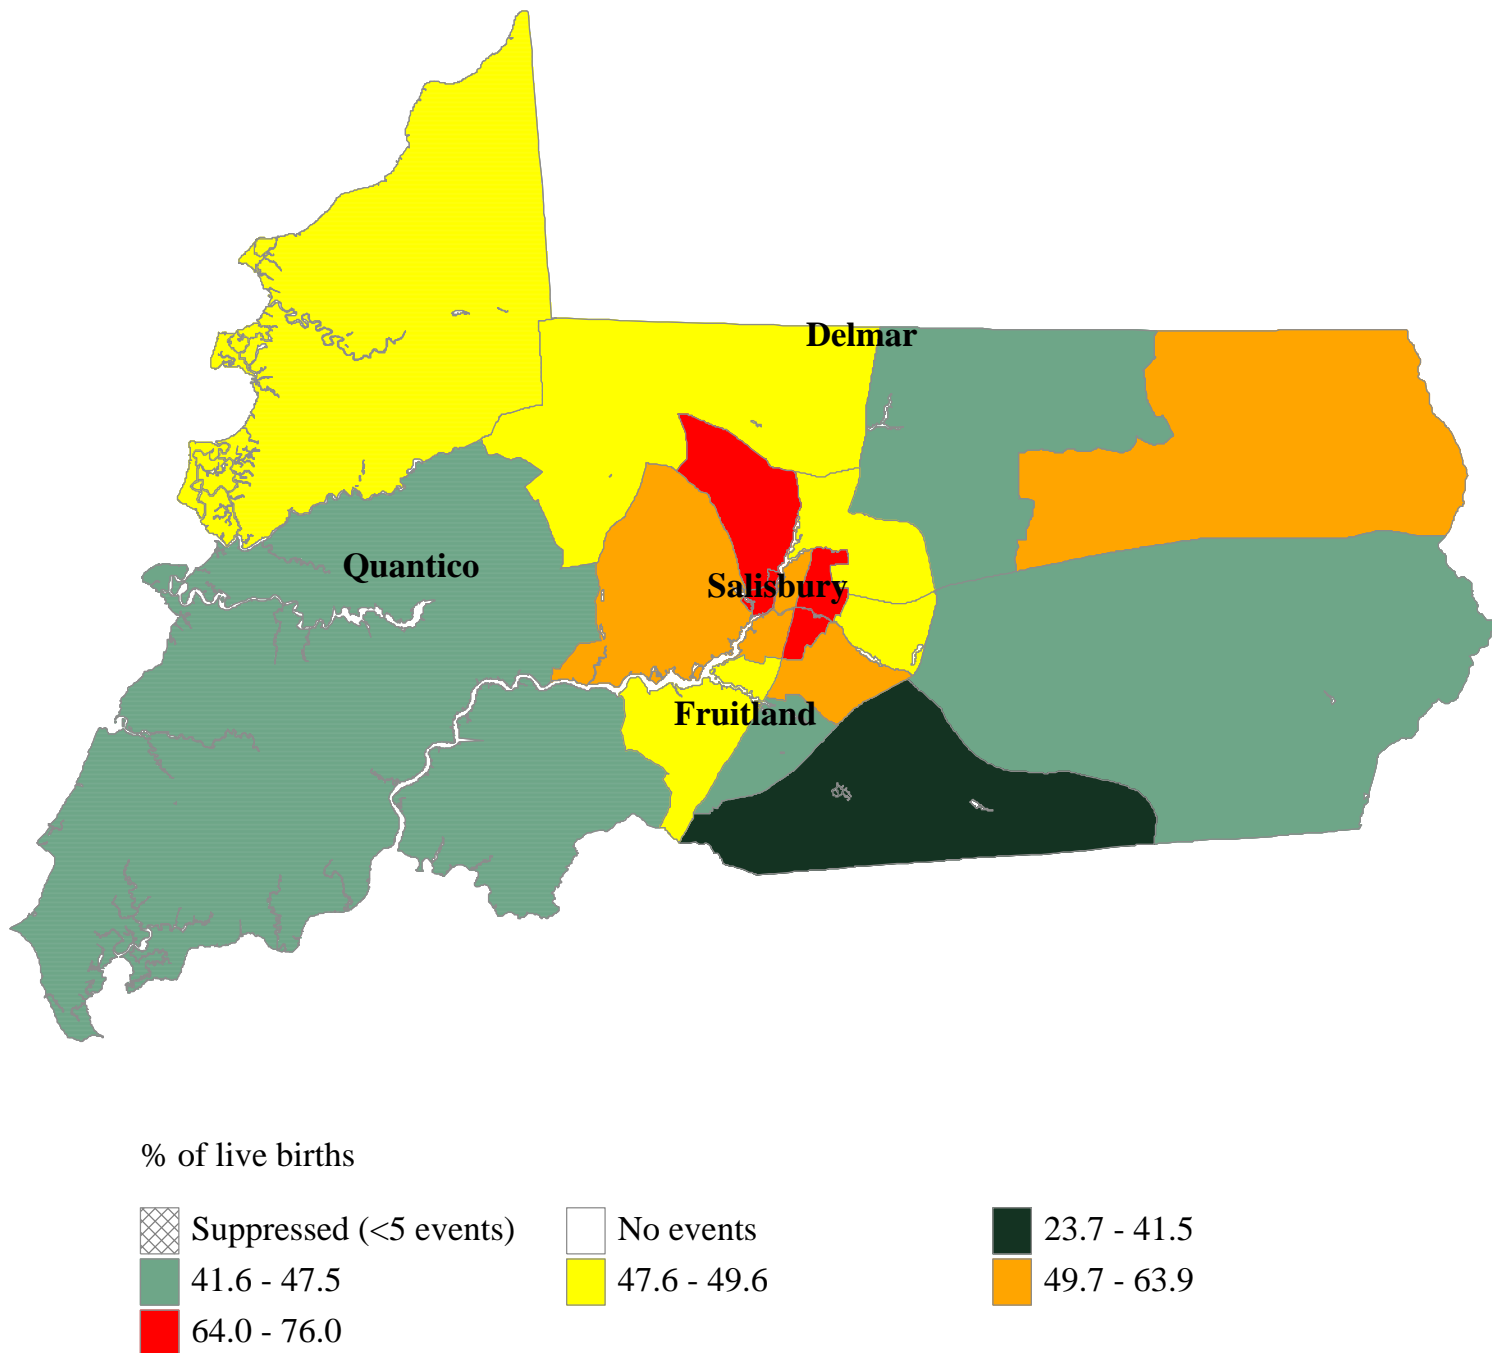 Delmar
Quantico
Salisbury
Fruitland
% of live births
Suppressed (<5 events)
No events
23.7 - 41.5
41.6 - 47.5
47.6 - 49.6
49.7 - 63.9
64.0 - 76.0